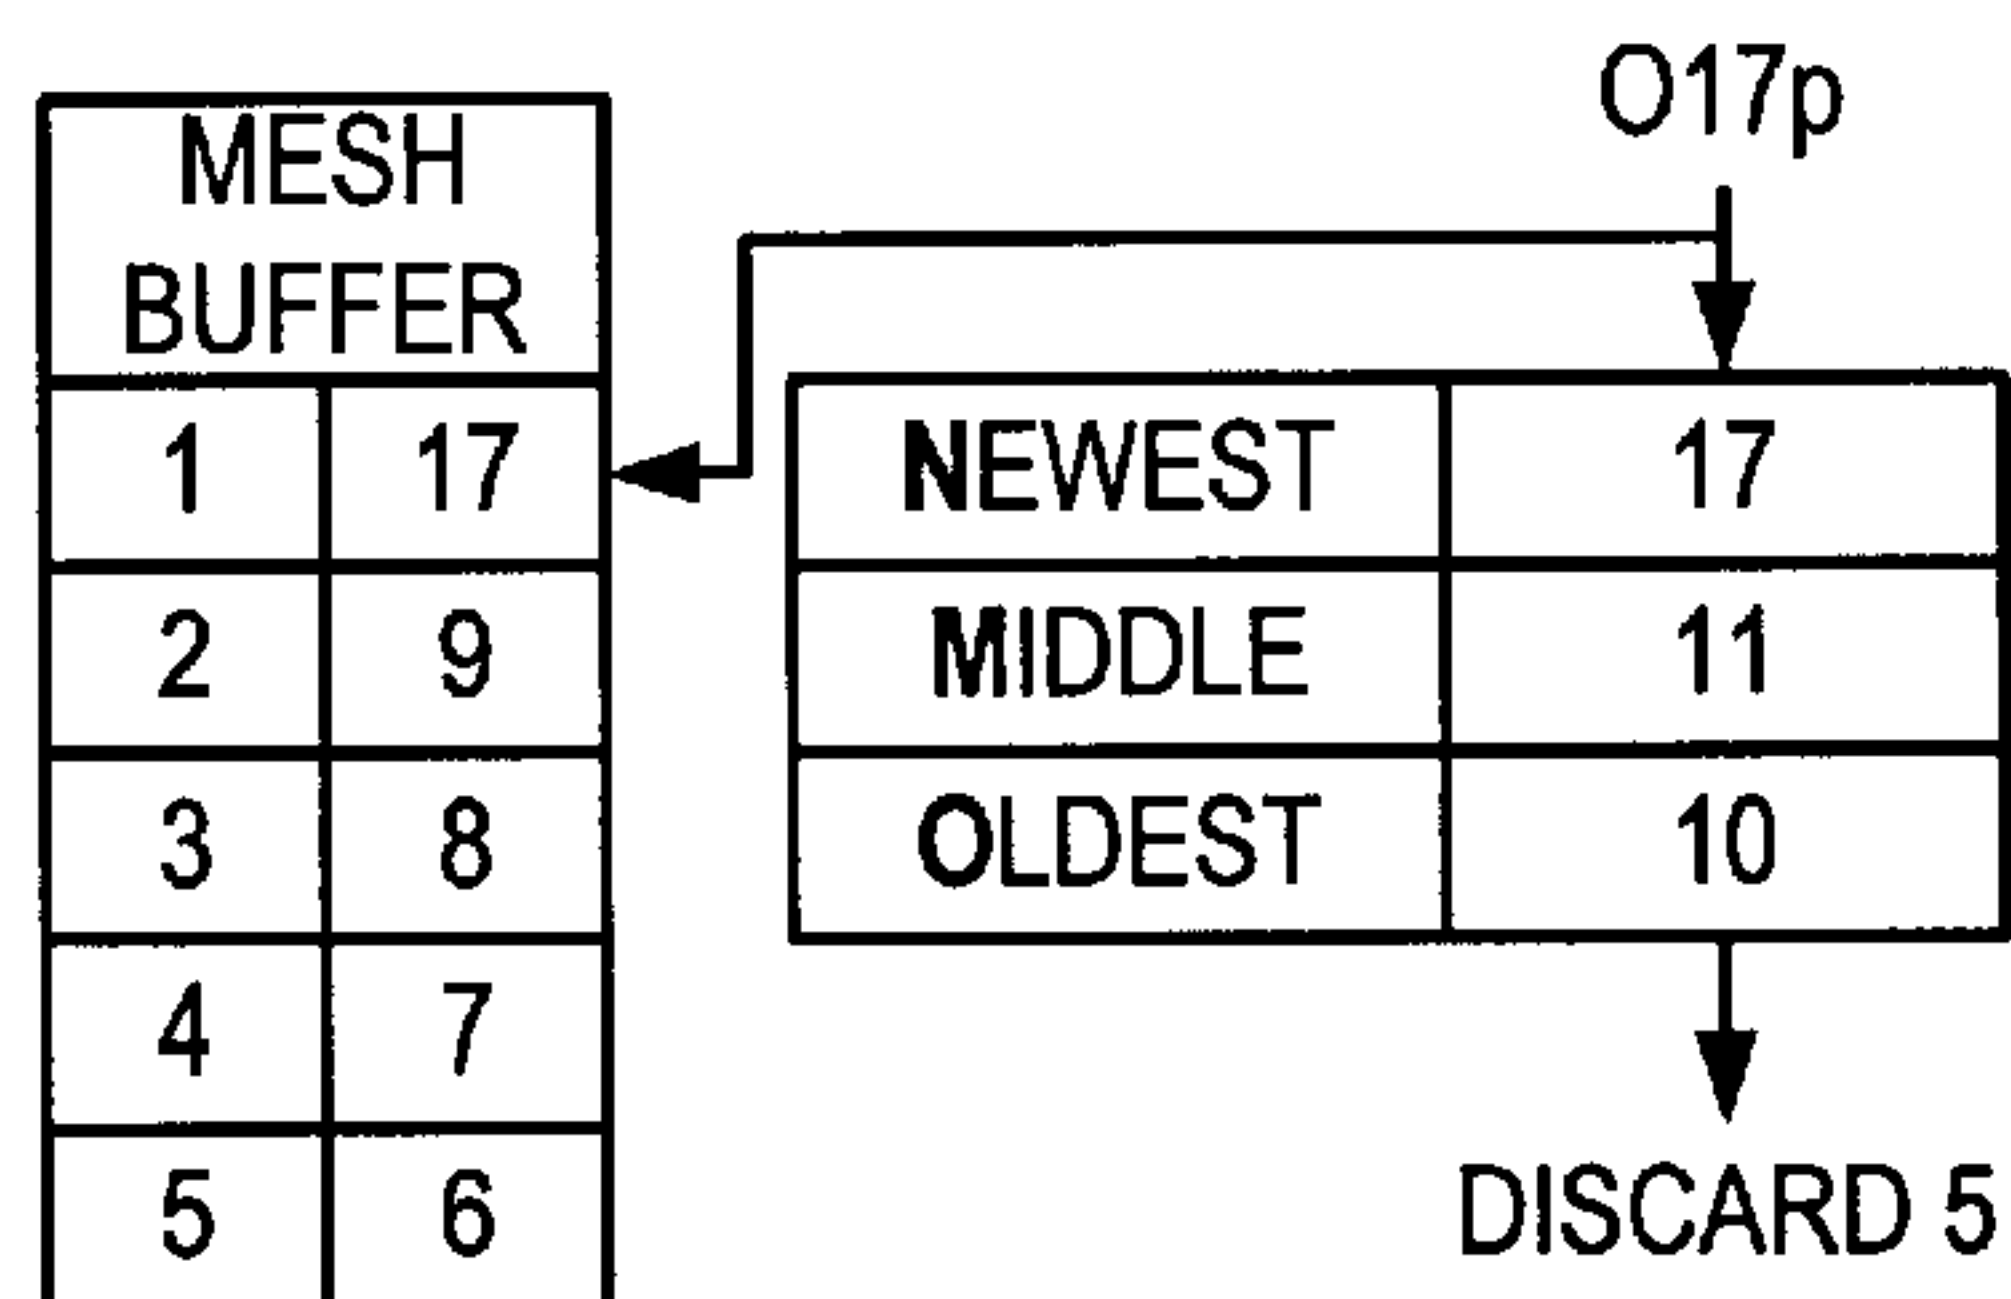 O17p
MESH
BUFFER
1 17
2 9
3 8
4 7
5 6
NEWEST 17
MIDDLE 11
OLDEST 10
DISCARD 5